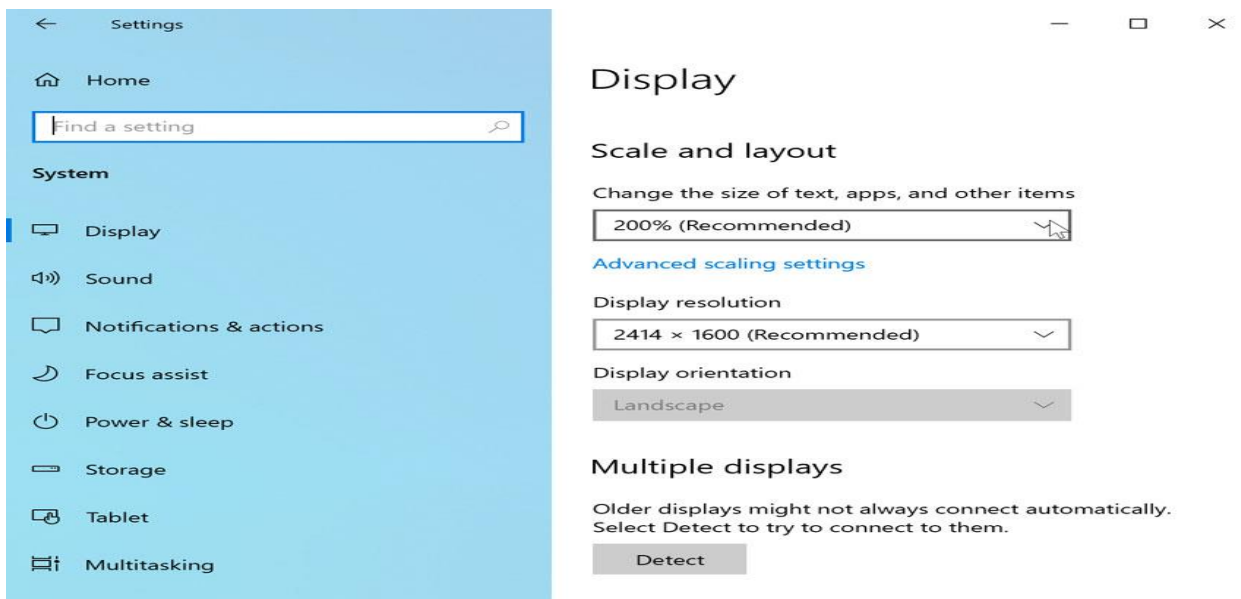 Settings
Home
Find a setting
System
Display
Sound
Notifications & actions
Focus assist
Power & sleep
Storage
Tablet
Multitasking
Display
Scale and layout
Change the size of text, apps, and other items
200% (Recommended)
Advanced scaling settings
Display resolution
2414 × 1600 (Recommended)
Display orientation
Landscape
Multiple displays
Older displays might not always connect automatically.
Select Detect to try to connect to them.
Detect